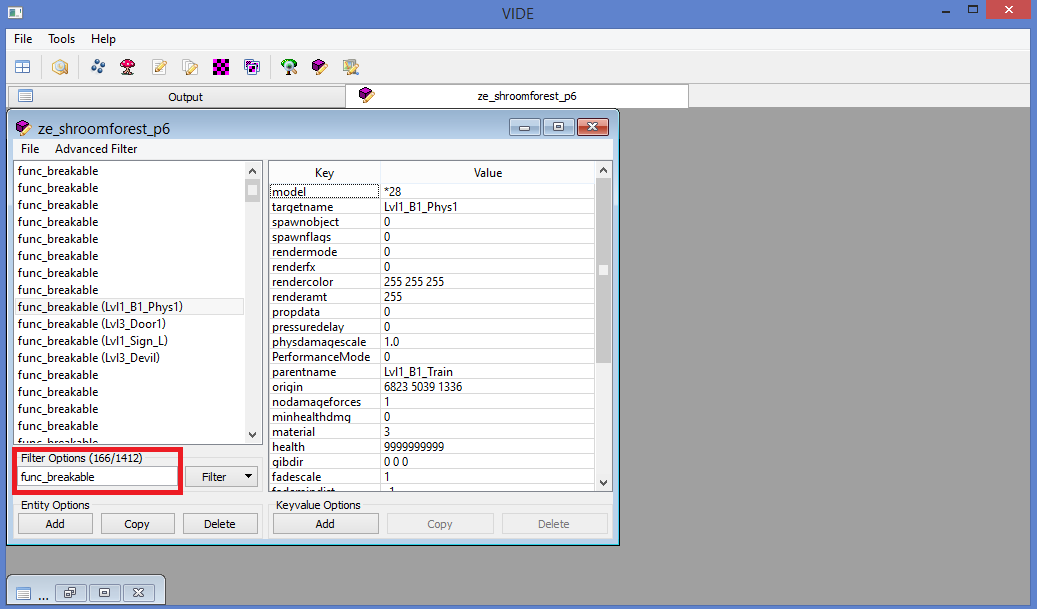 VIDE
File Tools Help
Output
ze_shroomforest_p6
ze_shroomforest_p6
File Advanced Filter
func_breakable
func_breakable
func_breakable
func_breakable
func_breakable
func_breakable
func_breakable
func_breakable
func_breakable (Lvl1_B1_Phys1)
func_breakable (Lvl3_Door1)
func_breakable (Lvl1_Sign_L)
func_breakable (Lvl3_Devil)
func_breakable
func_breakable
func_breakable
func_breakable
func_breakable
Key Value
model *28
targetname Lvl1_B1_Phys1
spawnobject 0
spawnflags 0
rendermode 0
renderfx 0
rendercolor 255 255 255
renderamt 255
propdata 0
pressuredelay 0
physdamagescale 1.0
PerformanceMode 0
parentname Lvl1_B1_Train
origin 6823 5039 1336
nodamageforces 1
minhealthdmg 0
material 3
health 9999999999
gibdir 0 0 0
fadescale 1
fademindist -1
Filter Options (166/1412)
func_breakable
Filter
Entity Options
Add Copy Delete
Keyvalue Options
Add Copy Delete
...